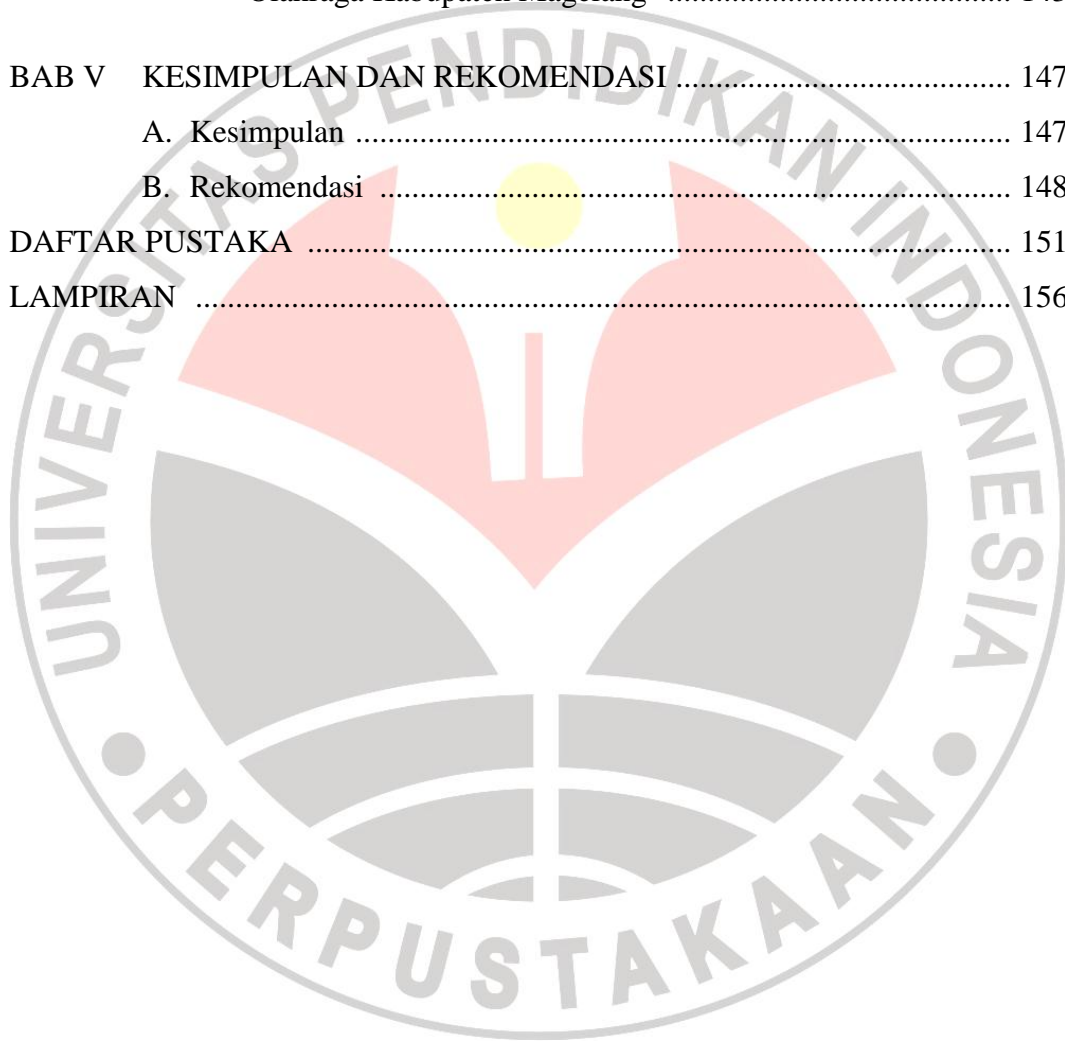 Olahraga Kabupaten Magelang ............................................. 145
BAB V KESIMPULAN DAN REKOMENDASI ........................................... 147
A. Kesimpulan ...................................................................................... 147
B. Rekomendasi ................................................................................... 148
DAFTAR PUSTAKA ............................................................................................ 151
LAMPIRAN ........................................................................................................... 156
UNIVERSITAS PENDIDIKAN INDONESIA
PERPUSTAKAAN